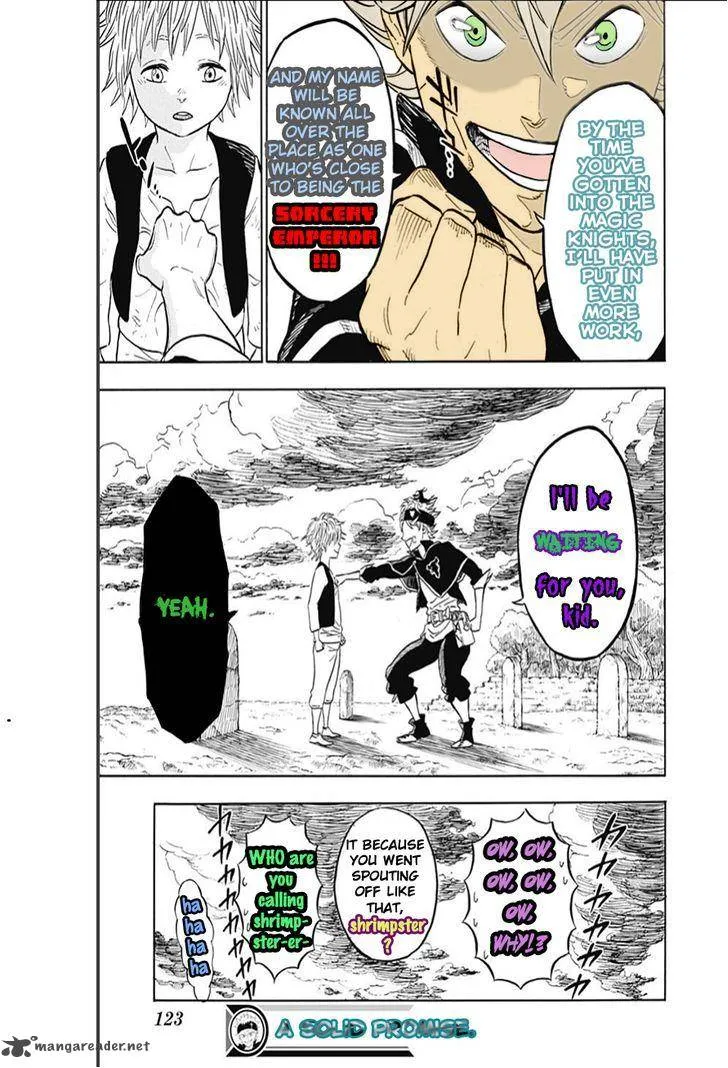 BY THE
TIME
YOU'VE
GOTTEN
INTO THE
MAGIC
KNIGHTS,
I'LL HAVE
PUT IN
EVEN
MORE
WORK,
AND MY NAME
WILL BE
KNOWN ALL
OVER THE
PLACE AS ONE
WHO'S CLOSE
TO BEING THE
SORCERY
EMPEROR
!!!
I'll be
WAITING
for you,
kid.
YEAH.
OW, OW,
OW, OW,
OW,
WHY!?
IT BECAUSE
YOU WENT
SPOUTING
OFF LIKE
THAT,
shrimpster
?
WHO are
you
calling
shrimp-
ster-er-
ha
ha
ha
ha
123
A SOLID PROMISE.
mangareader.net